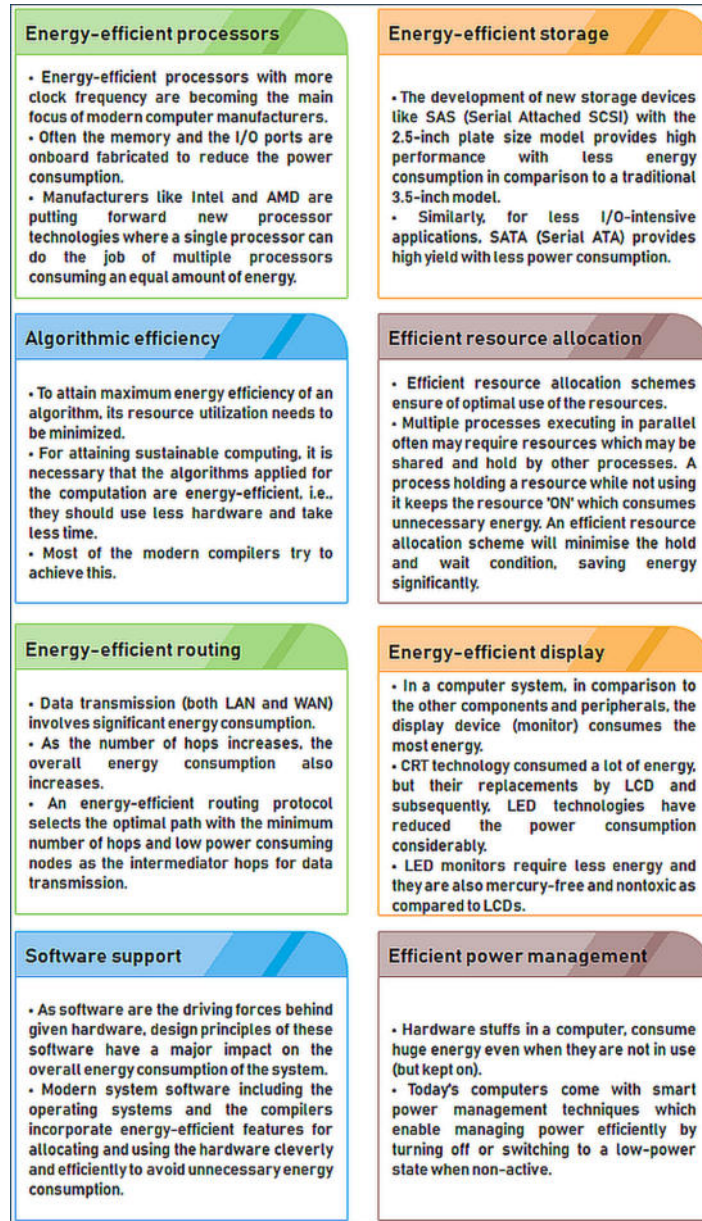 Energy-efficient processors
• Energy-efficient processors with more
clock frequency are becoming the main
focus of modern computer manufacturers.
• Often the memory and the I/O ports are
onboard fabricated to reduce the power
consumption.
• Manufacturers like Intel and AMD are
putting forward new processor
technologies where a single processor can
do the job of multiple processors
consuming an equal amount of energy.
Energy-efficient storage
• The development of new storage devices
like SAS (Serial Attached SCSI) with the
2.5-inch plate size model provides high
performance with less energy
consumption in comparison to a traditional
3.5-inch model.
• Similarly, for less I/O-intensive
applications, SATA (Serial ATA) provides
high yield with less power consumption.
Algorithmic efficiency
• To attain maximum energy efficiency of an
algorithm, its resource utilization needs to
be minimized.
• For attaining sustainable computing, it is
necessary that the algorithms applied for
the computation are energy-efficient, i.e.,
they should use less hardware and take
less time.
• Most of the modern compilers try to
achieve this.
Efficient resource allocation
• Efficient resource allocation schemes
ensure of optimal use of the resources.
• Multiple processes executing in parallel
often may require resources which may be
shared and hold by other processes. A
process holding a resource while not using
it keeps the resource 'ON' which consumes
unnecessary energy. An efficient resource
allocation scheme will minimise the hold
and wait condition, saving energy
significantly.
Energy-efficient routing
• Data transmission (both LAN and WAN)
involves significant energy consumption.
• As the number of hops increases, the
overall energy consumption also
increases.
• An energy-efficient routing protocol
selects the optimal path with the minimum
number of hops and low power consuming
nodes as the intermediator hops for data
transmission.
Energy-efficient display
• In a computer system, in comparison to
the other components and peripherals, the
display device (monitor) consumes the
most energy.
• CRT technology consumed a lot of energy,
but their replacements by LCD and
subsequently, LED technologies have
reduced the power consumption
considerably.
• LED monitors require less energy and
they are also mercury-free and nontoxic as
compared to LCDs.
Software support
• As software are the driving forces behind
given hardware, design principles of these
software have a major impact on the
overall energy consumption of the system.
• Modern system software including the
operating systems and the compilers
incorporate energy-efficient features for
allocating and using the hardware cleverly
and efficiently to avoid unnecessary energy
consumption.
Efficient power management
• Hardware stuffs in a computer, consume
huge energy even when they are not in use
(but kept on).
• Today's computers come with smart
power management techniques which
enable managing power efficiently by
turning off or switching to a low-power
state when non-active.